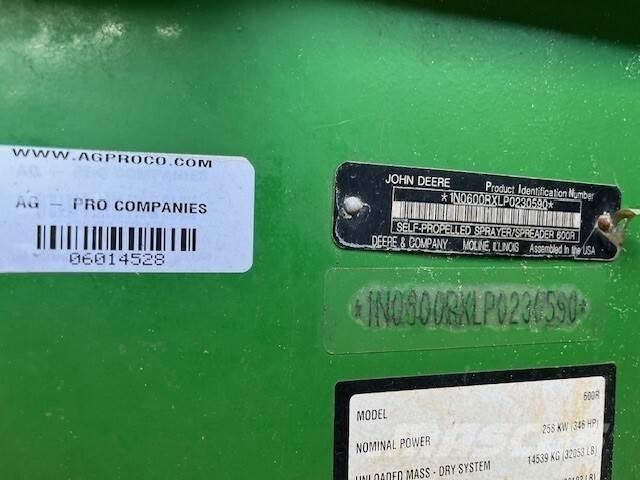 WWW.AGPROCO.COM
AG - PRO COMPANIES
06014528
JOHN DEERE Product Identification Number
*1N0600RXLP0230590*
SELF-PROPELLED SPRAYER/SPREADER 600R
DEERE & COMPANY MOLINE, ILLINOIS Assembled in the USA
*1N0600RXLP0230590*
MODEL 600R
NOMINAL POWER 258 KW (346 HP)
UNLOADED MASS - DRY SYSTEM 14539 KG (32053 LB)